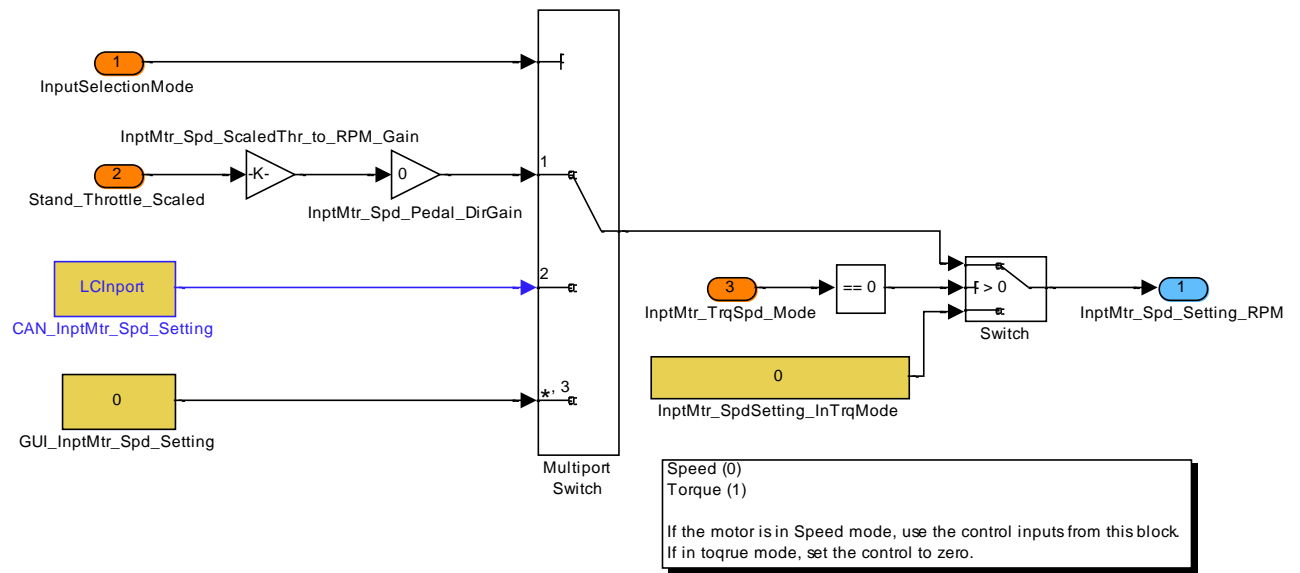 1
InputSelectionMode
InptMtr_Spd_ScaledThr_to_RPM_Gain
2
-K-
0
1
Stand_Throttle_Scaled
InptMtr_Spd_Pedal_DirGain
LCInport
2
CAN_InptMtr_Spd_Setting
0
*, 3
GUI_InptMtr_Spd_Setting
Multiport
Switch
3
== 0
> 0
1
InptMtr_TrqSpd_Mode
InptMtr_Spd_Setting_RPM
Switch
0
InptMtr_SpdSetting_InTrqMode
Speed (0)
Torque (1)
If the motor is in Speed mode, use the control inputs from this block.
If in toqrue mode, set the control to zero.